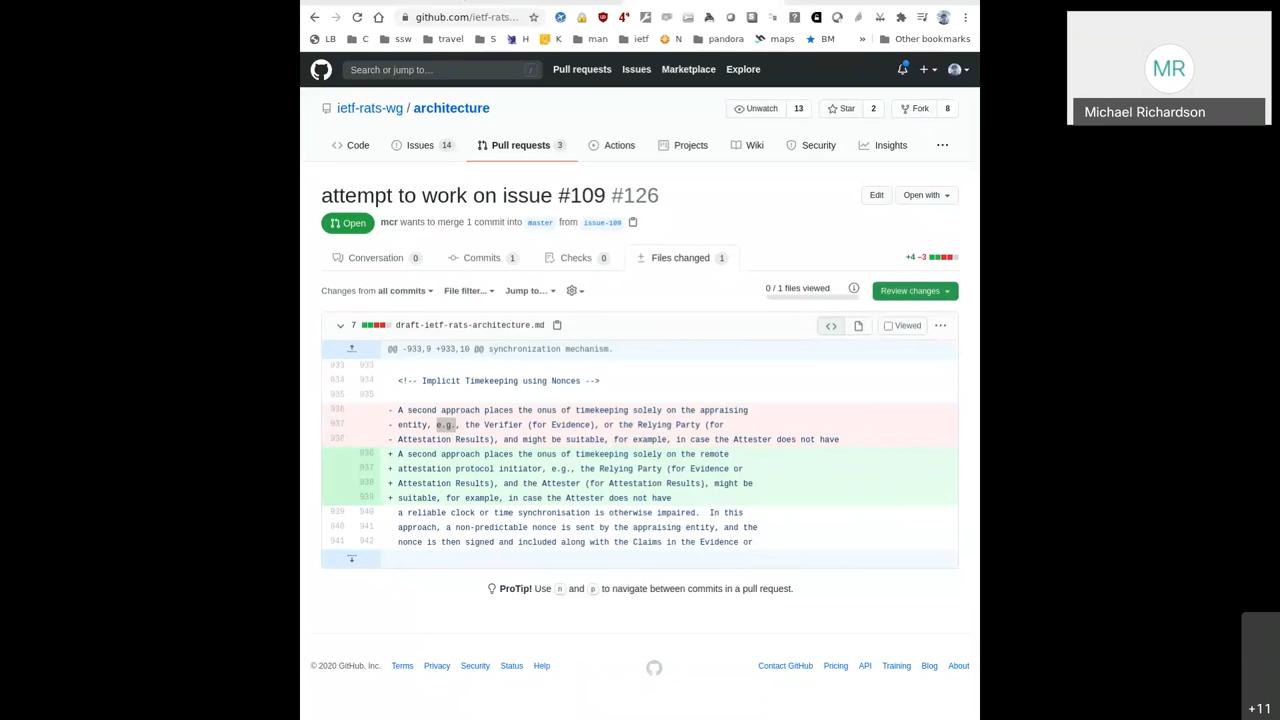 github.com/ietf-rats...
LB C ssw travel S H K man ietf N pandora maps BM » Other bookmarks
Search or jump to… / Pull requests Issues Marketplace Explore
ietf-rats-wg / architecture Unwatch 13 Star 2 Fork 8
Code Issues 14 Pull requests 3 Actions Projects Wiki Security Insights
attempt to work on issue #109 #126 Edit Open with
Open mcr wants to merge 1 commit into master from issue-109
Conversation 0 Commits 1 Checks 0 Files changed 1 +4 −3
Changes from all commits File filter... Jump to… 0 / 1 files viewed Review changes
7 draft-ietf-rats-architecture.md Viewed
@@ -933,9 +933,10 @@ synchronization mechanism.
933 933
934 934 <!-- Implicit Timekeeping using Nonces -->
935 935
936 - A second approach places the onus of timekeeping solely on the appraising
937 - entity, e.g., the Verifier (for Evidence), or the Relying Party (for
938 - Attestation Results), and might be suitable, for example, in case the Attester does not have
936 + A second approach places the onus of timekeeping solely on the remote
937 + attestation protocol initiator, e.g., the Relying Party (for Evidence or
938 + Attestation Results), and the Attester (for Attestation Results), might be
939 + suitable, for example, in case the Attester does not have
939 940 a reliable clock or time synchronisation is otherwise impaired. In this
940 941 approach, a non-predictable nonce is sent by the appraising entity, and the
941 942 nonce is then signed and included along with the Claims in the Evidence or
ProTip! Use n and p to navigate between commits in a pull request.
© 2020 GitHub, Inc. Terms Privacy Security Status Help Contact GitHub Pricing API Training Blog About
MR
Michael Richardson
+11